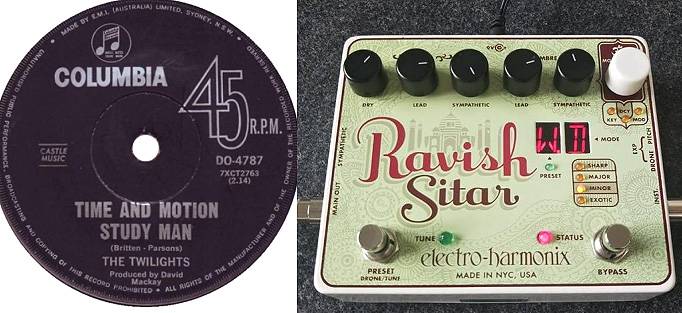 MADE BY E.M.I. (AUSTRALIA) LIMITED, SYDNEY, N.S.W.
COLUMBIA
45
R.P.M.
CASTLE
MUSIC
DO-4787
7XCT2763
(2.14)
TIME AND MOTION
STUDY MAN
(Britten - Parsons)
THE TWILIGHTS
Produced by David
Mackay
UNAUTHORISED PUBLIC PERFORMANCE, BROADCASTING AND COPYING OF THIS RECORD PROHIBITED • ALL RIGHTS OF THE MANUFACTURER AND OF THE OWNER OF THE RECORDED WORK RESERVED
DRY
LEAD
SYMPATHETIC
LEAD
SYMPATHETIC
KEY
MOD
SYMPATHETIC
MAIN OUT
Ravish
Sitar
MODE
PRESET
SHARP
MAJOR
MINOR
EXOTIC
PITCH
EXP
DRONE
INST.
TUNE
STATUS
electro-harmonix
MADE IN NYC, USA
PRESET
DRONE/TUNE
BYPASS